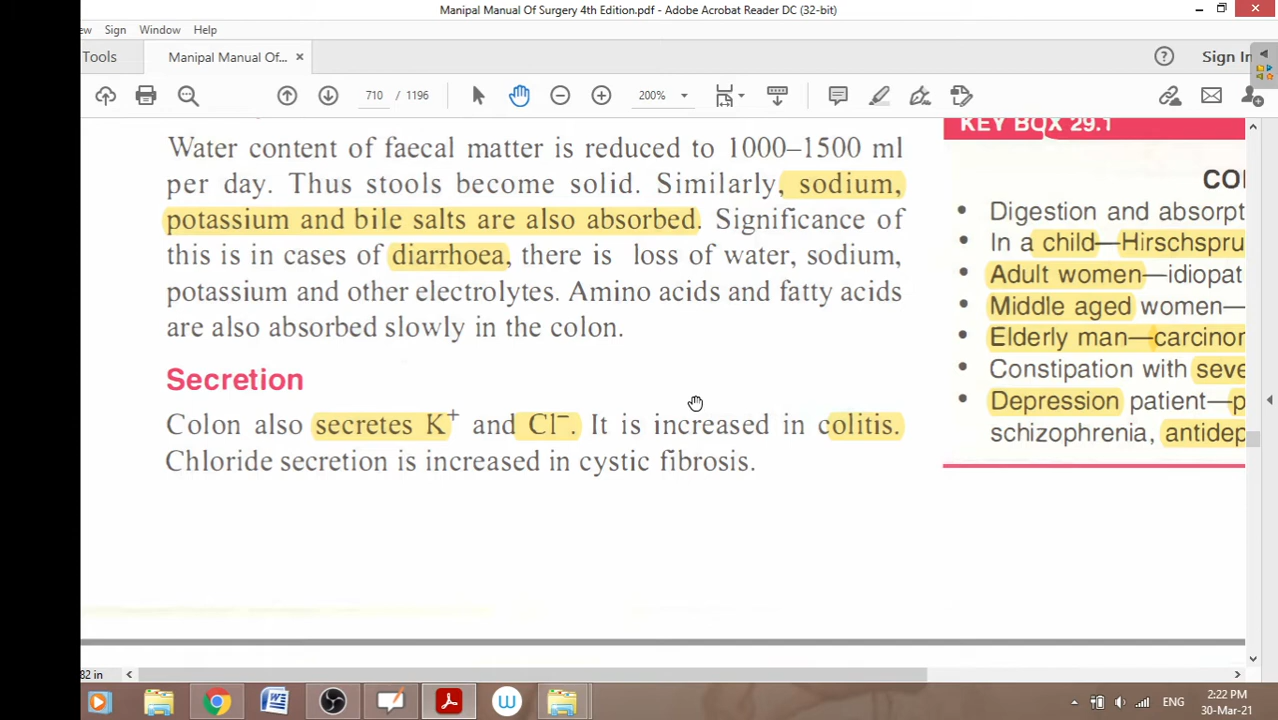 Manipal Manual Of Surgery 4th Edition.pdf - Adobe Acrobat Reader DC (32-bit)
Sign Window Help
Tools Manipal Manual Of... × Sign In
710 / 1196 200%
Water content of faecal matter is reduced to 1000–1500 ml
per day. Thus stools become solid. Similarly, sodium,
potassium and bile salts are also absorbed. Significance of
this is in cases of diarrhoea, there is loss of water, sodium,
potassium and other electrolytes. Amino acids and fatty acids
are also absorbed slowly in the colon.
Secretion
Colon also secretes K⁺ and Cl⁻. It is increased in colitis.
Chloride secretion is increased in cystic fibrosis.
KEY BOX 29.1
CO
• Digestion and absorpt
• In a child—Hirschspru
• Adult women—idiopat
• Middle aged women—
• Elderly man—carcinor
• Constipation with seve
• Depression patient—p
schizophrenia, antidep
82 in
ENG
2:22 PM
30-Mar-21